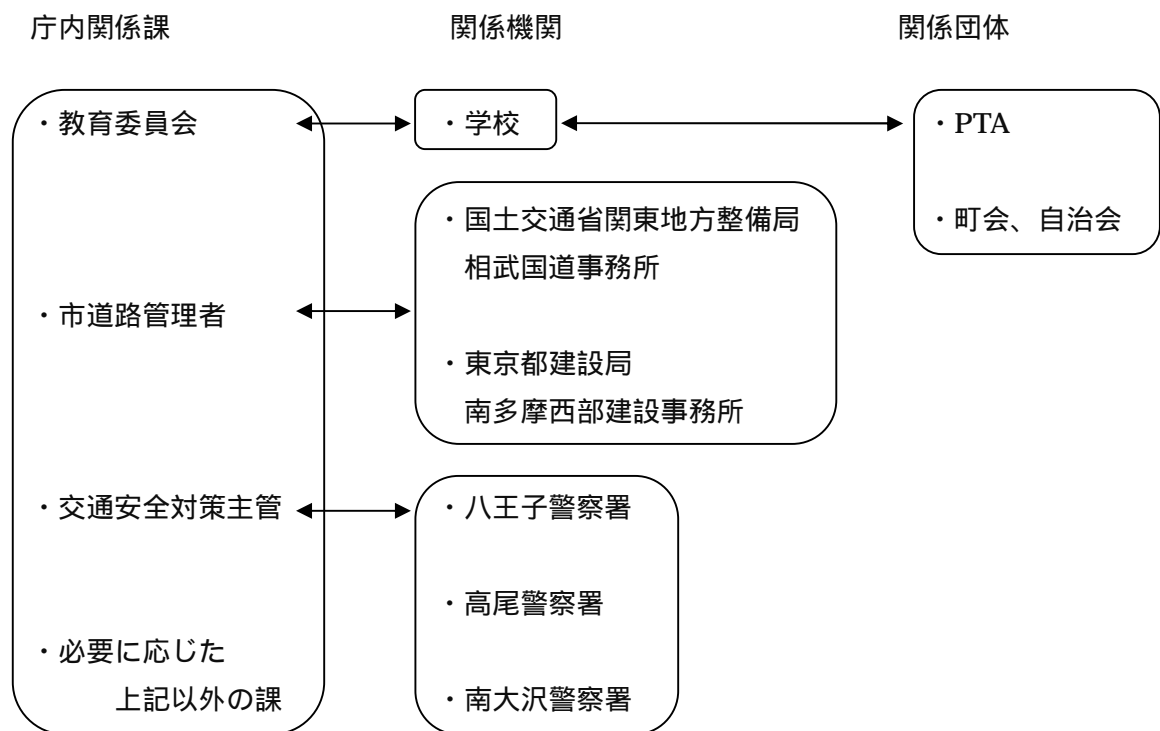 庁内関係課
関係機関
関係団体
・教育委員会
・市道路管理者
・交通安全対策主管
・必要に応じた
上記以外の課
・学校
・国土交通省関東地方整備局
相武国道事務所
・東京都建設局
南多摩西部建設事務所
・八王子警察署
・高尾警察署
・南大沢警察署
・PTA
・町会、自治会